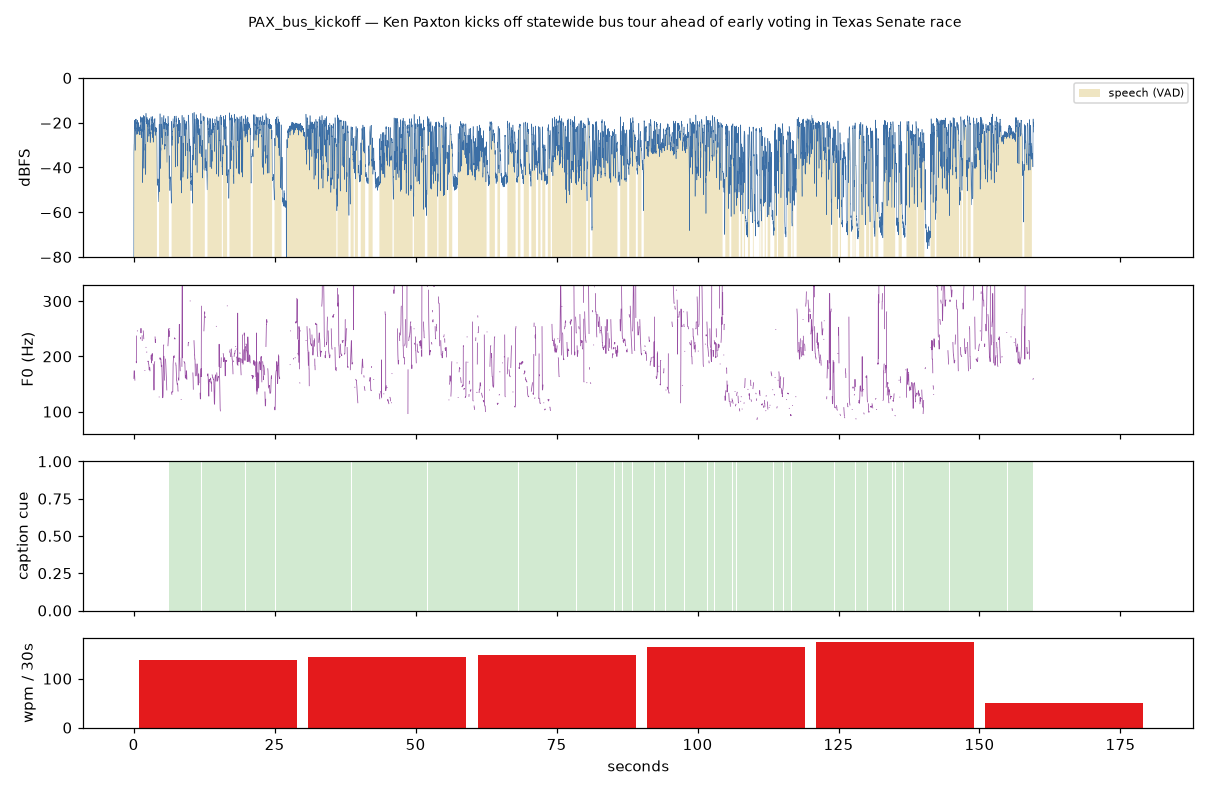 PAX_bus_kickoff — Ken Paxton kicks off statewide bus tour ahead of early voting in Texas Senate race
0
−20
−40
−60
−80
dBFS
speech (VAD)
300
200
100
F0 (Hz)
1.00
0.75
0.50
0.25
0.00
caption cue
100
0
wpm / 30s
0 25 50 75 100 125 150 175
seconds